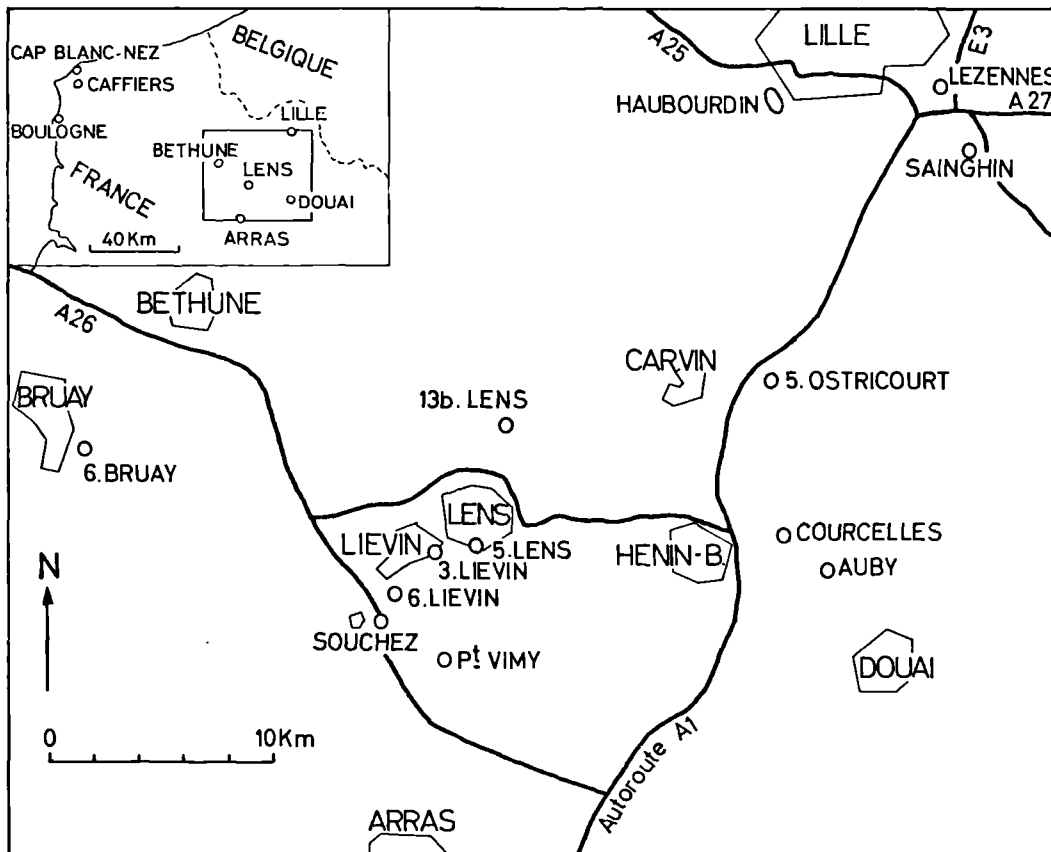 CAP BLANC-NEZ
CAFFIERS
BELGIQUE
BOULOGNE
LILLE
BETHUNE
LENS
FRANCE
DOUAI
40Km
ARRAS
A25
LILLE
E3
LEZENNES
HAUBOURDIN
A27
SAINGHIN
A26
BETHUNE
BRUAY
CARVIN
5. OSTRICOURT
13b. LENS
6. BRUAY
LENS
LIEVIN
5. LENS
HENIN-B.
COURCELLES
3. LIEVIN
AUBY
N
6. LIEVIN
SOUCHEZ
Pt VIMY
DOUAI
0 10Km
Autoroute A1
ARRAS